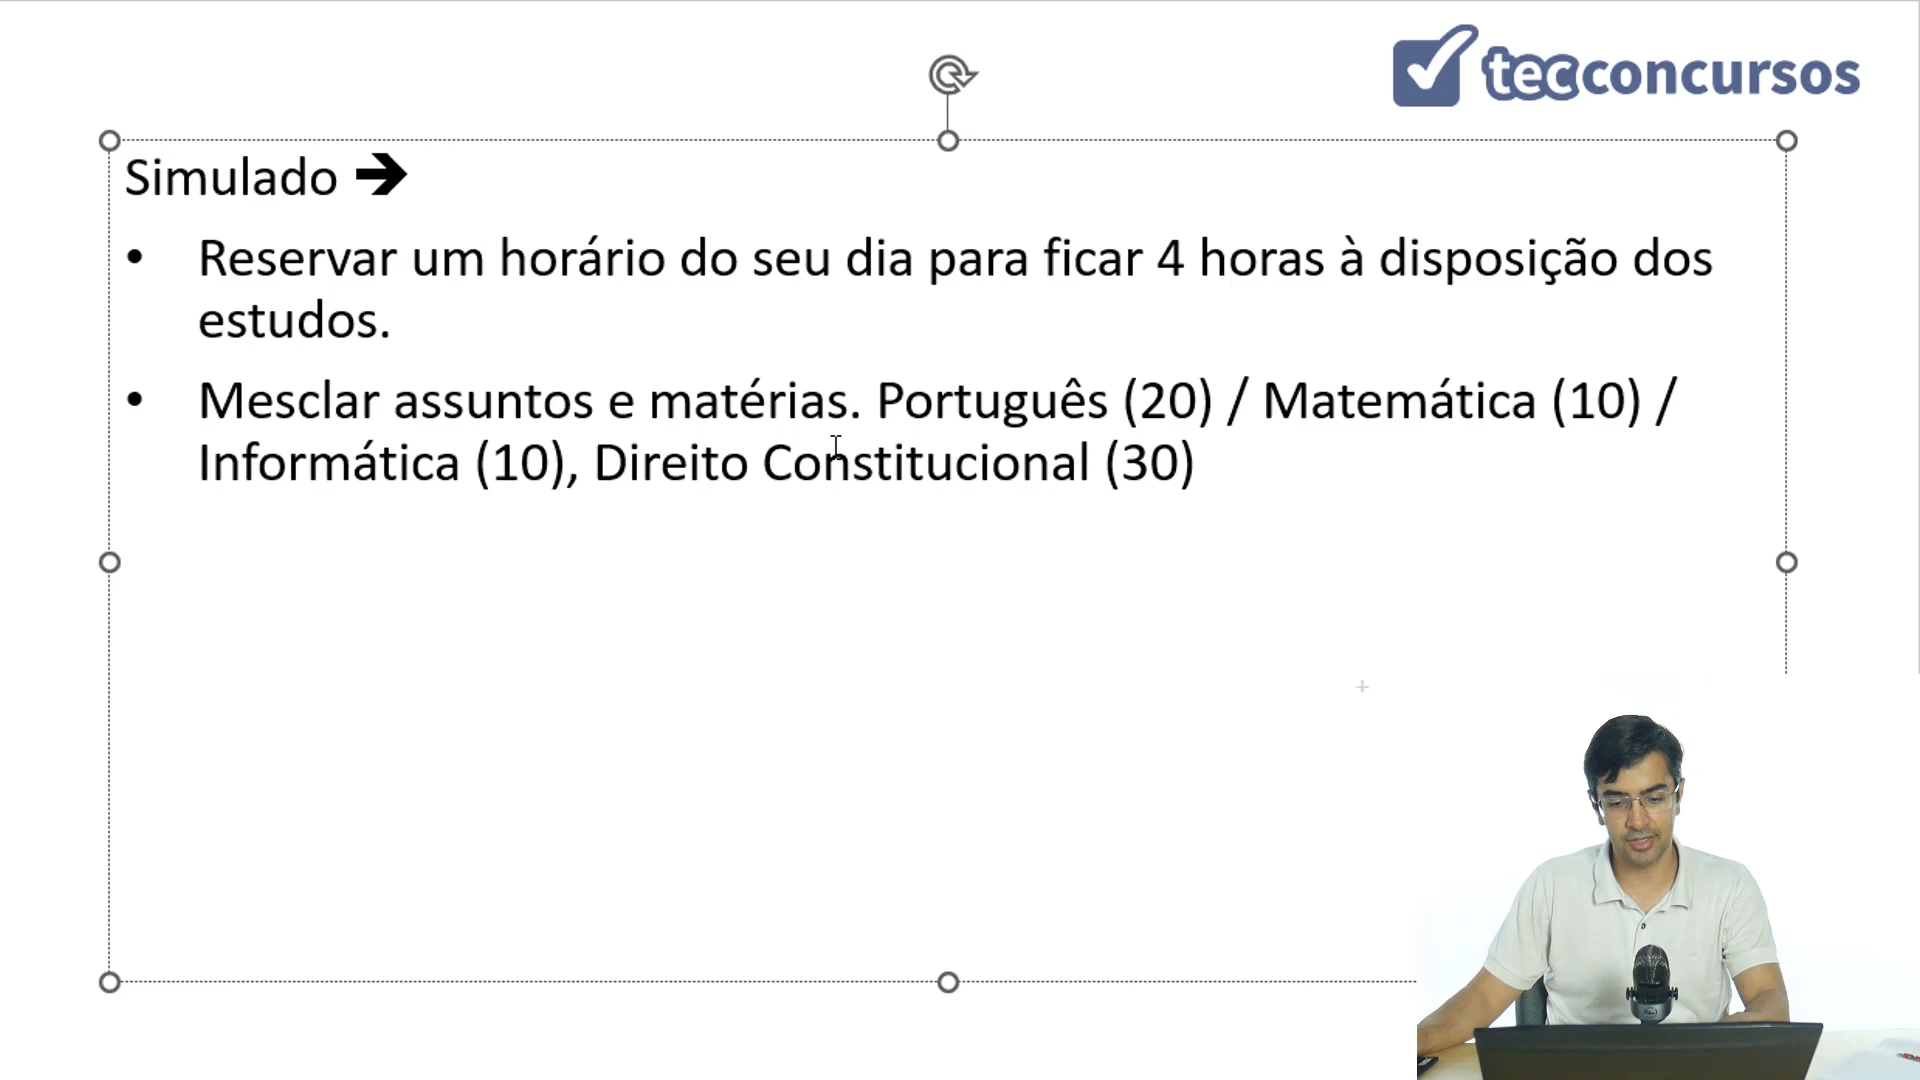 tecconcursos
Simulado ➔
• Reservar um horário do seu dia para ficar 4 horas à disposição dos
estudos.
• Mesclar assuntos e matérias. Português (20) / Matemática (10) /
Informática (10), Direito Constitucional (30)